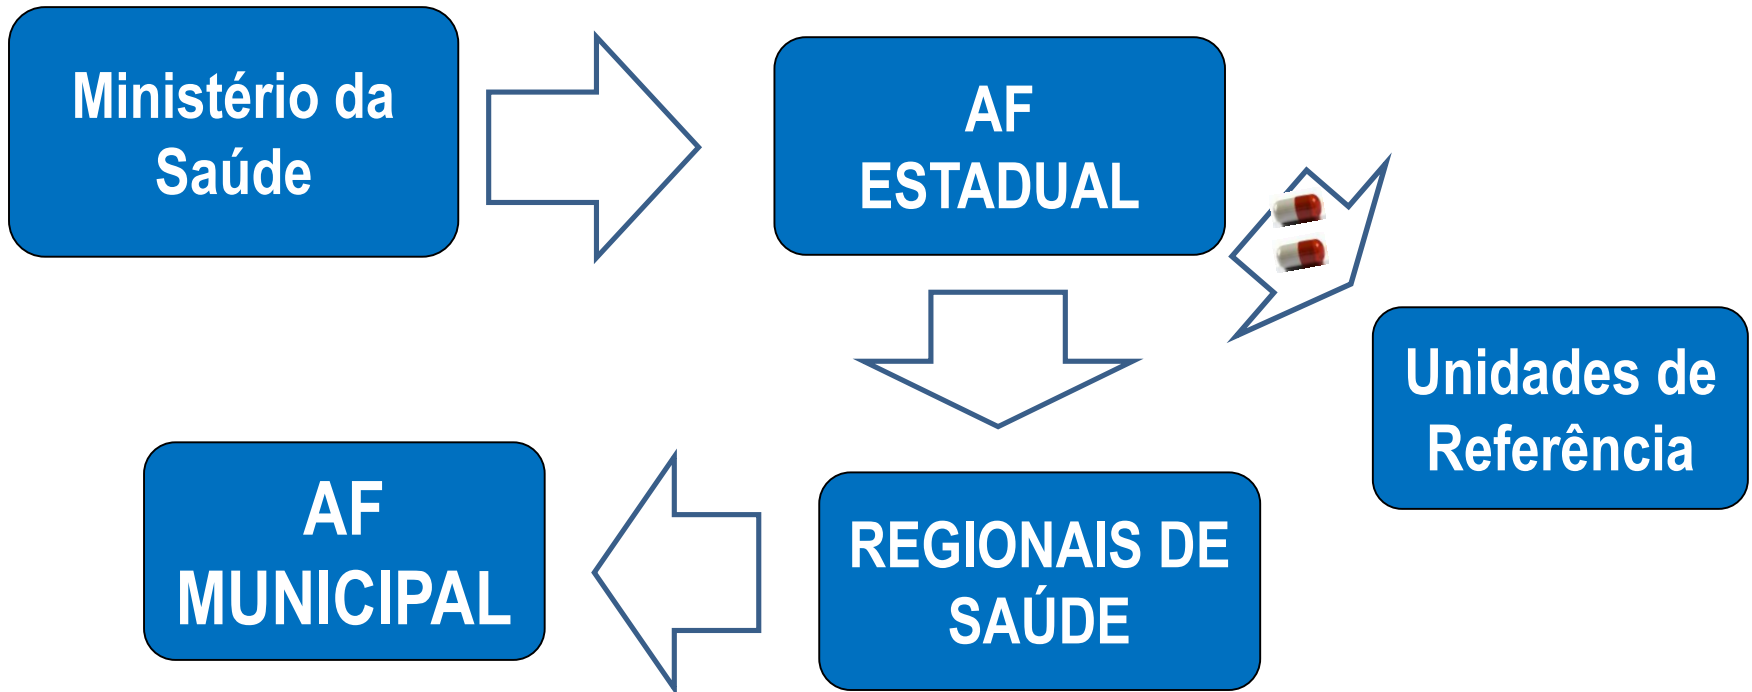 Ministério da
Saúde
AF
ESTADUAL
Unidades de
Referência
AF
MUNICIPAL
REGIONAIS DE
SAÚDE